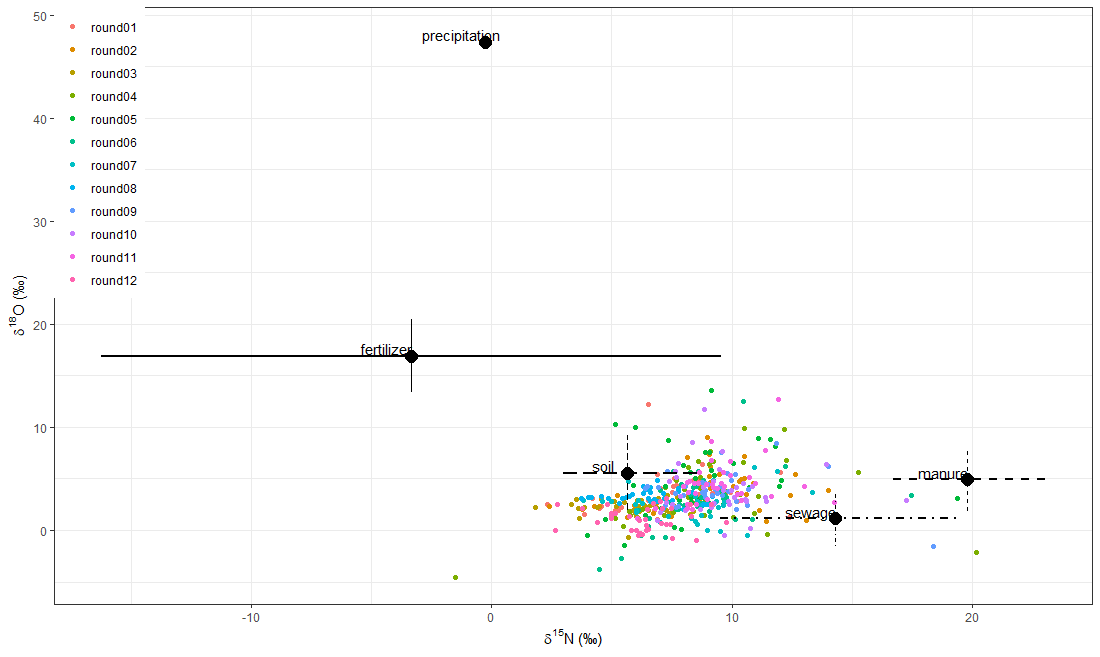 50
40
30
20
10
0
-10
0
10
20
δ18O (‰)
δ15N (‰)
round01
round02
round03
round04
round05
round06
round07
round08
round09
round10
round11
round12
precipitation
fertilizer
soil
manure
sewage